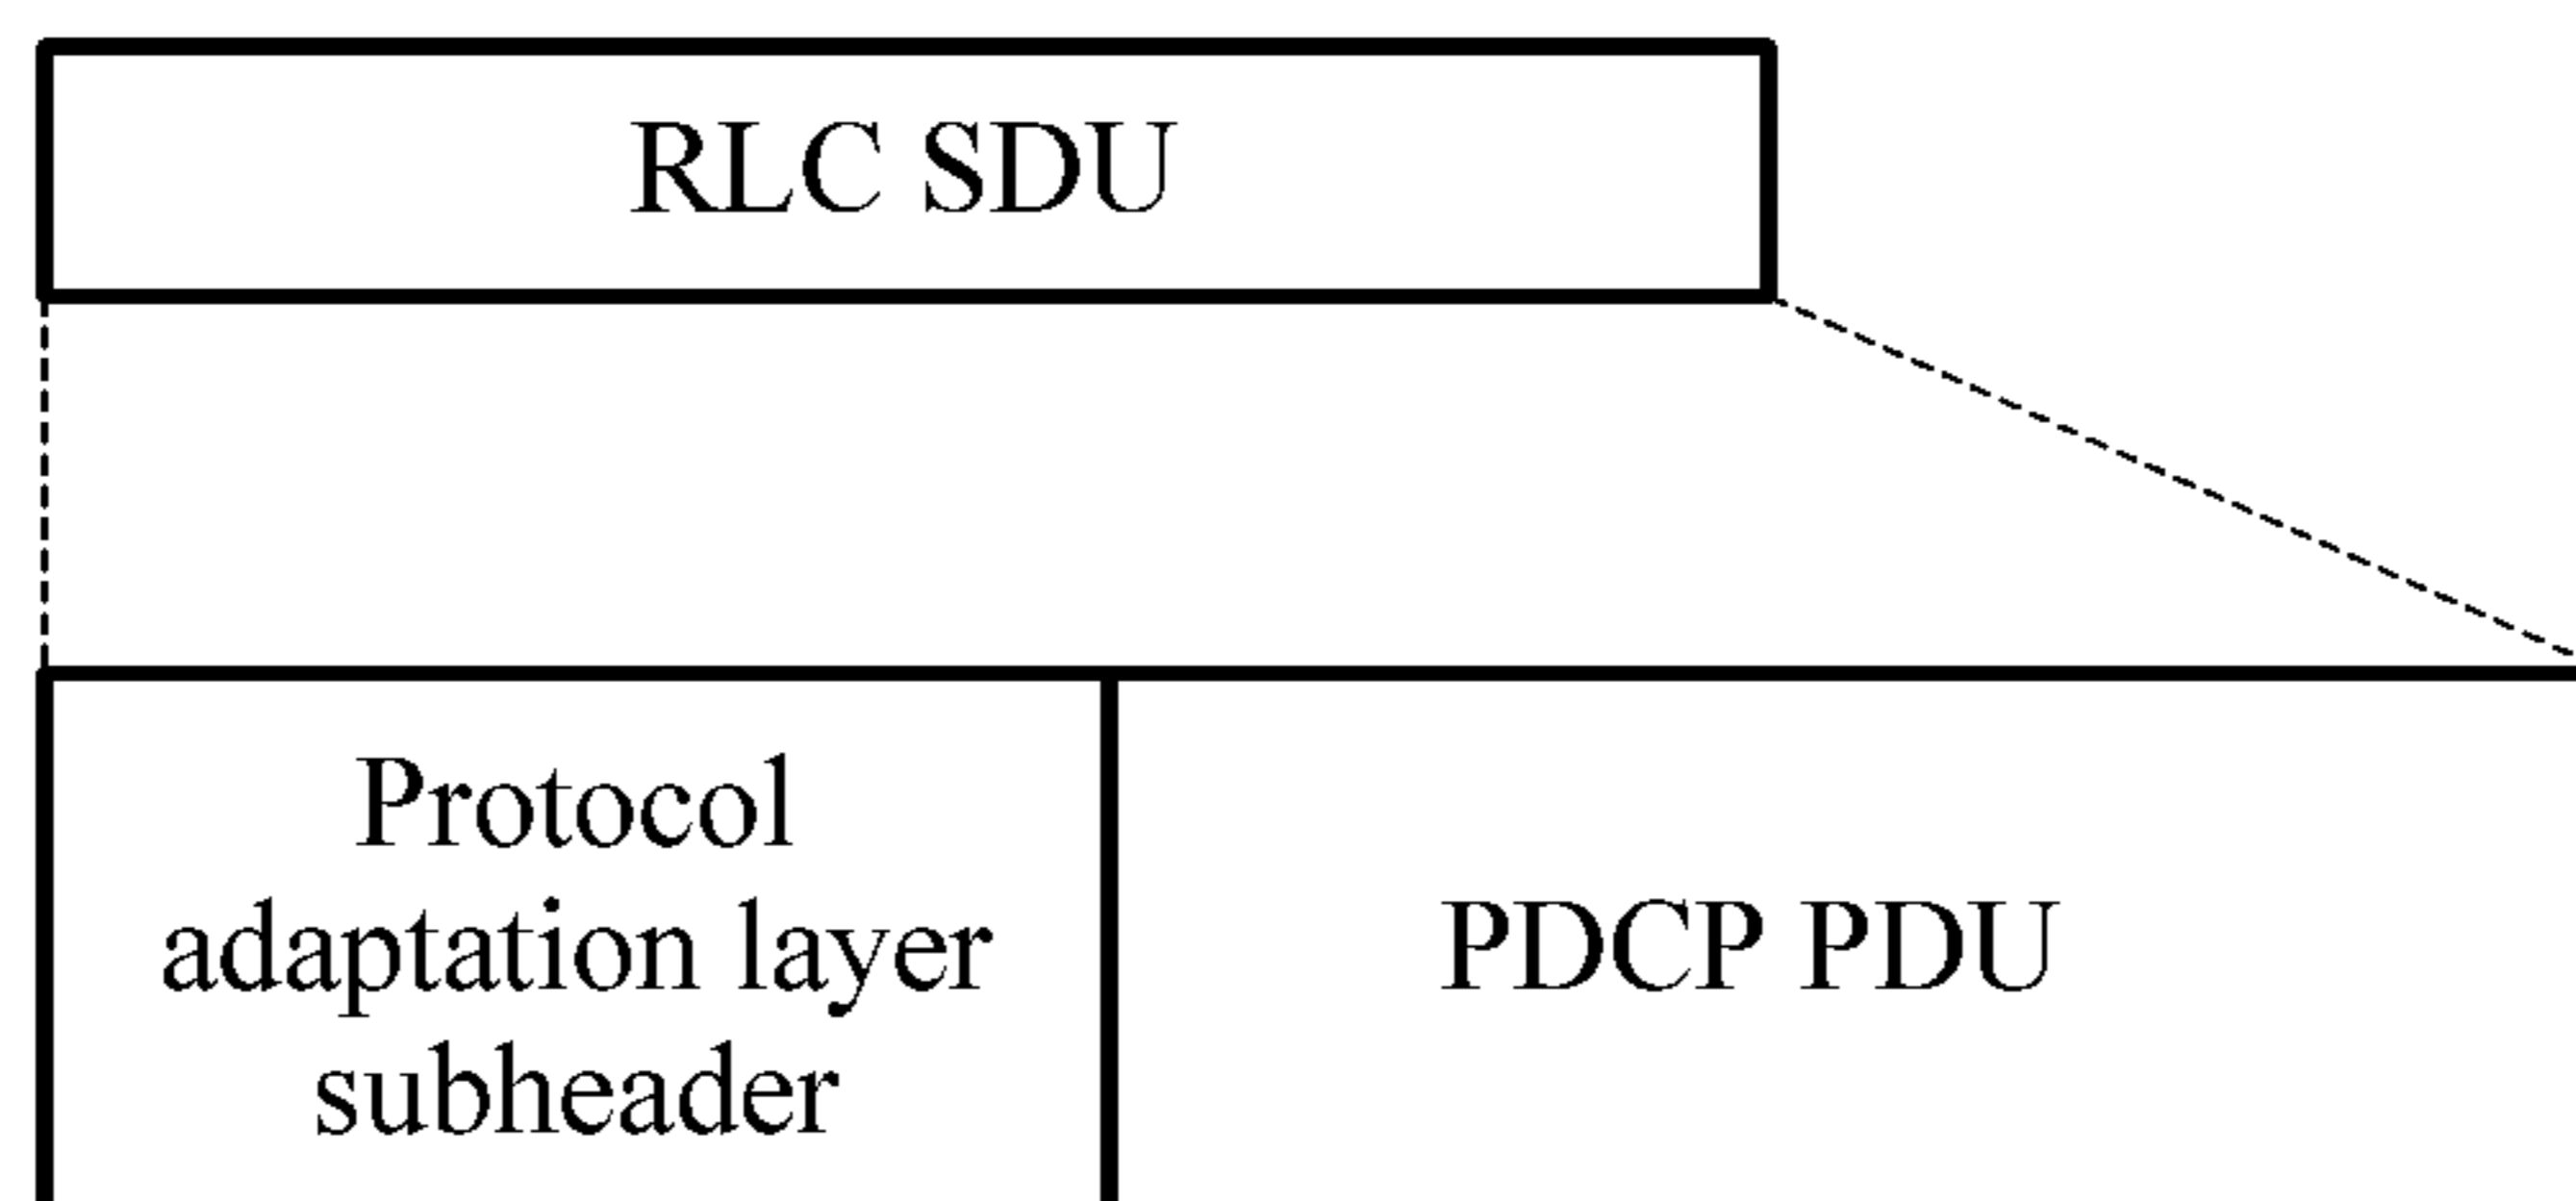 RLC SDU
Protocol
adaptation layer
subheader
PDCP PDU